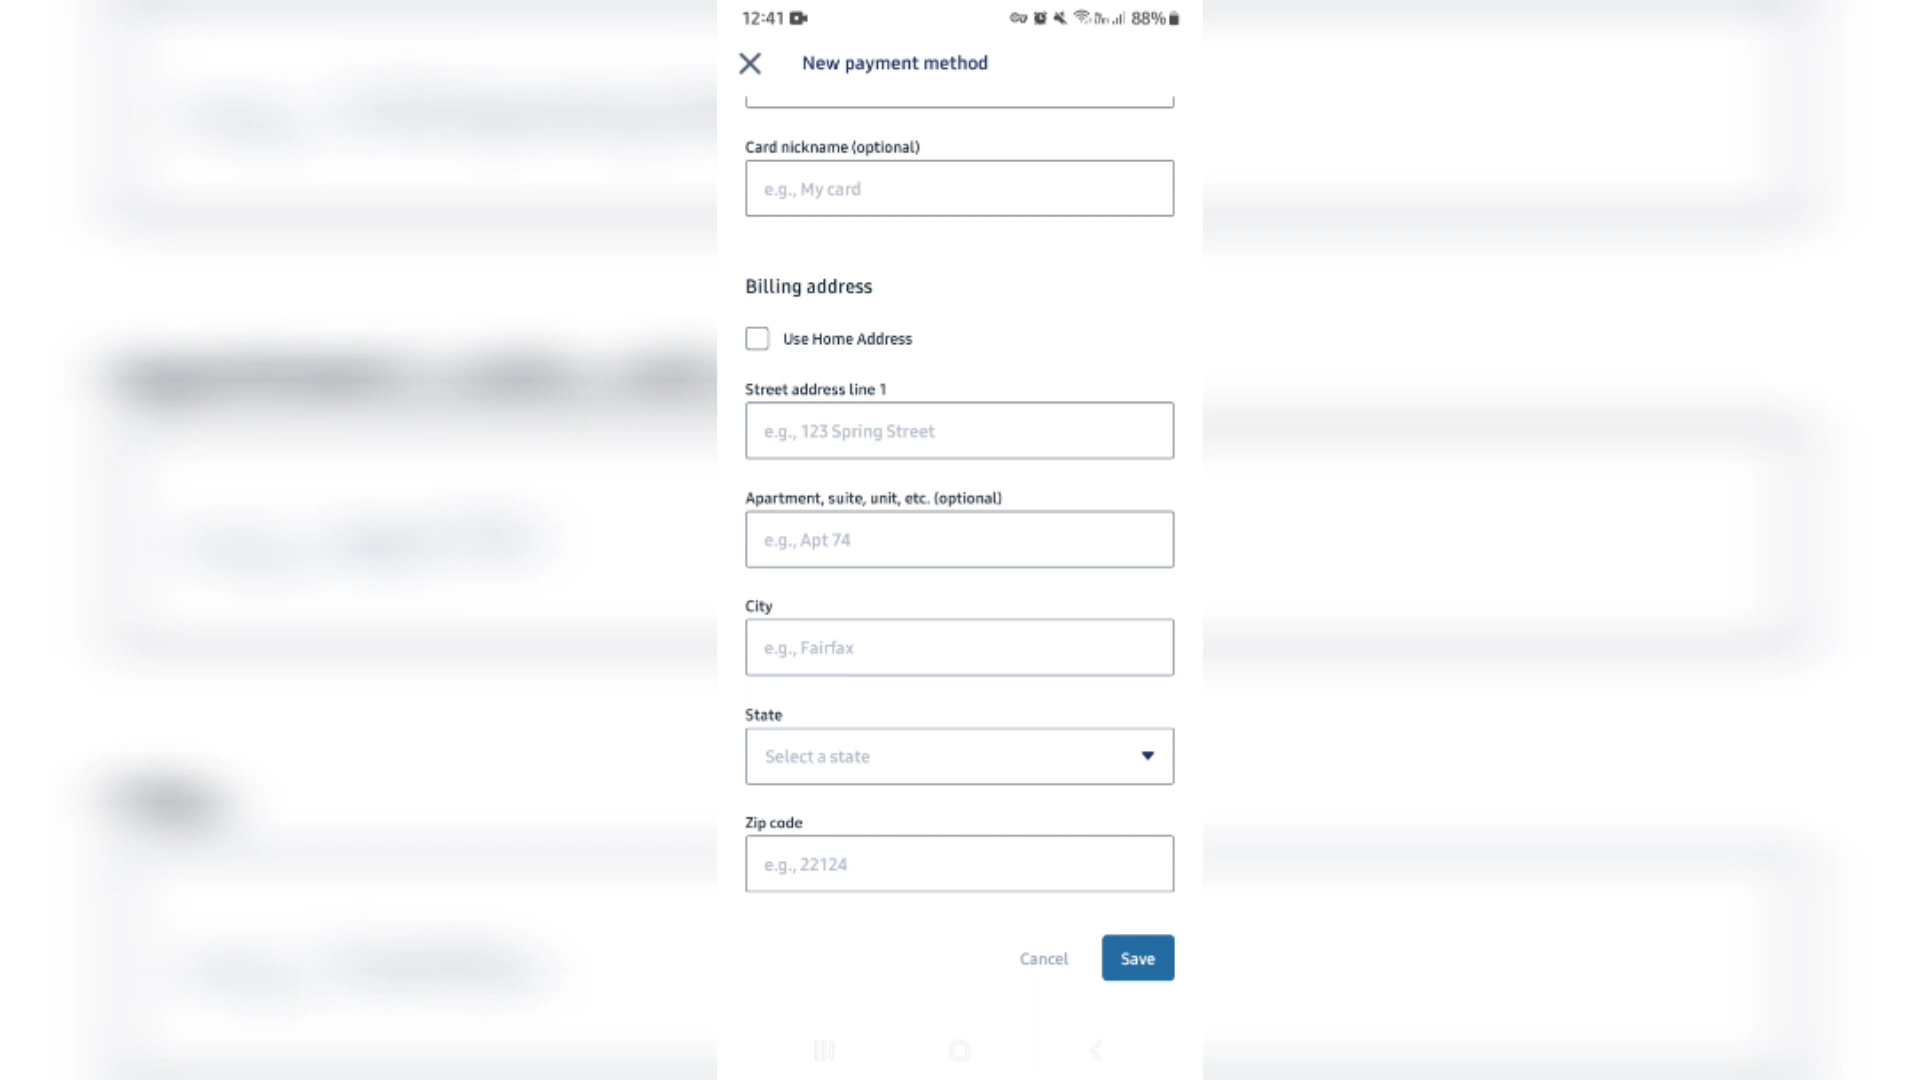 12:41
88%
New payment method
Card nickname (optional)
e.g., My card
Billing address
Use Home Address
Street address line 1
e.g., 123 Spring Street
Apartment, suite, unit, etc. (optional)
e.g., Apt 74
City
e.g., Fairfax
State
Select a state
Zip code
e.g., 22124
Cancel
Save